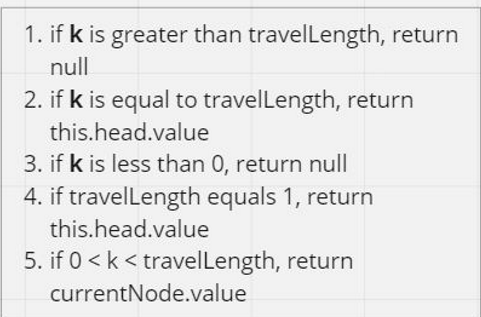 1. if k is greater than travelLength, return
null
2. if k is equal to travelLength, return
this.head.value
3. if k is less than 0, return null
4. if travelLength equals 1, return
this.head.value
5. if 0 < k < travelLength, return
currentNode.value